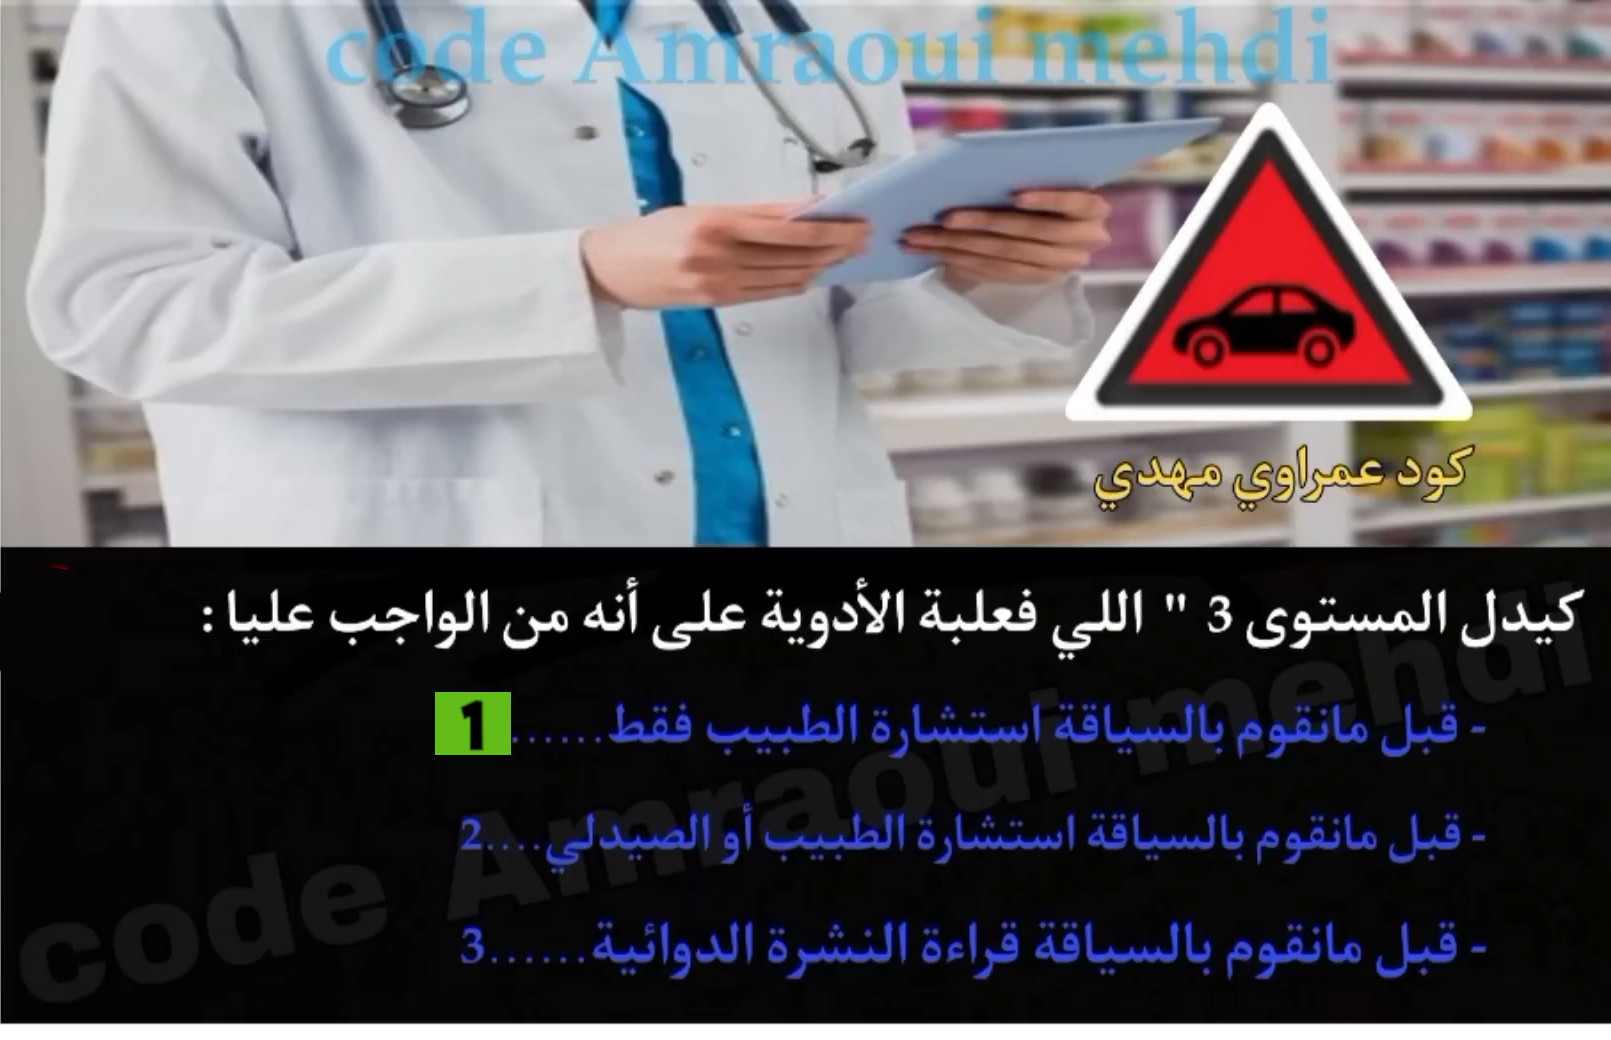 code Amraoui mehdi
كود عمراوي مهدي
كيدل المستوى 3 " اللي فعلبة الأدوية على أنه من الواجب عليا :
- قبل مانقوم بالسياقة استشارة الطبيب فقط......1
- قبل مانقوم بالسياقة استشارة الطبيب أو الصيدلي....2
- قبل مانقوم بالسياقة قراءة النشرة الدوائية......3
code Amraoui mehdi